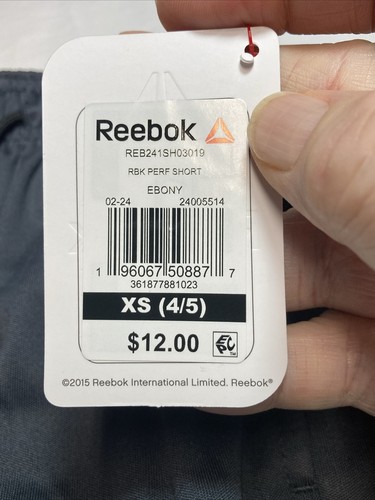 Reebok
REB241SH03019
RBK PERF SHORT
EBONY
02-24 24005514
1 96067 50887 7
361877881023
XS (4/5)
$12.00
©2015 Reebok International Limited. Reebok®